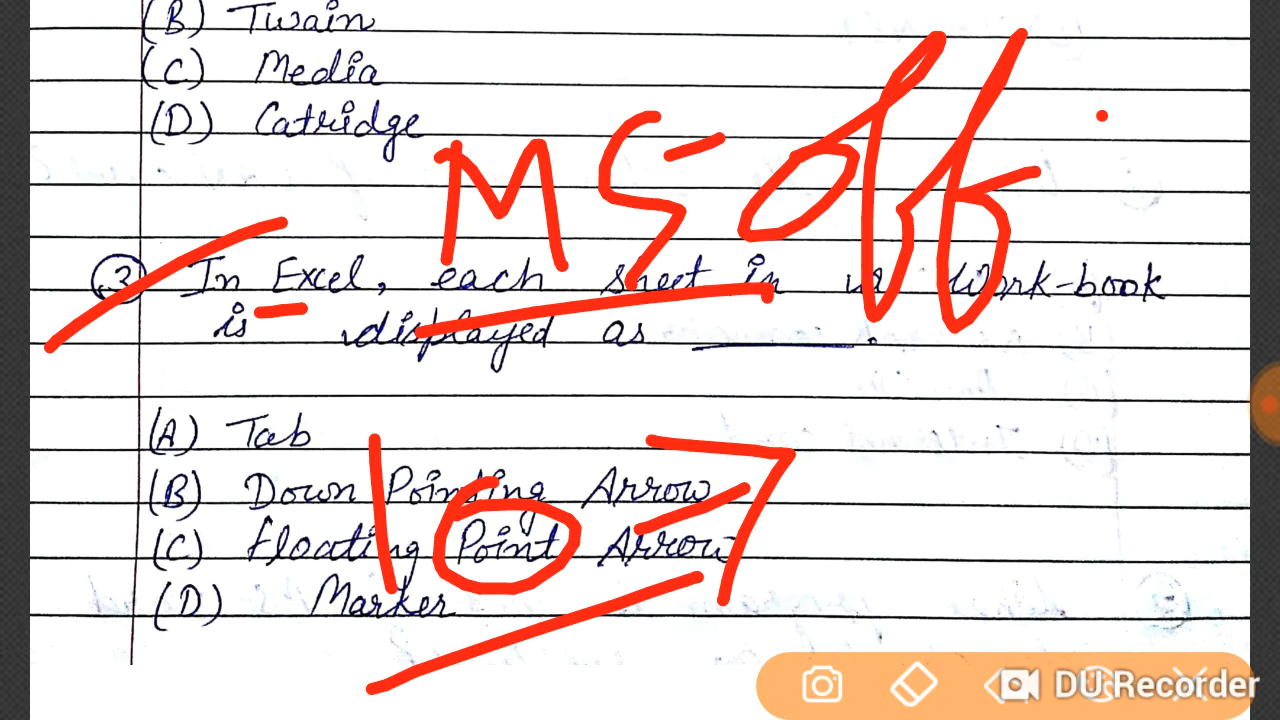 (B) Twain
(C) Media
(D) Catridge
MS-Off
(3) In Excel, each sheet in a Work-book
is displayed as ______.
(A) Tab
(B) Down Pointing Arrow
(C) Floating Point Arrow
(D) Marker
107
DU Recorder